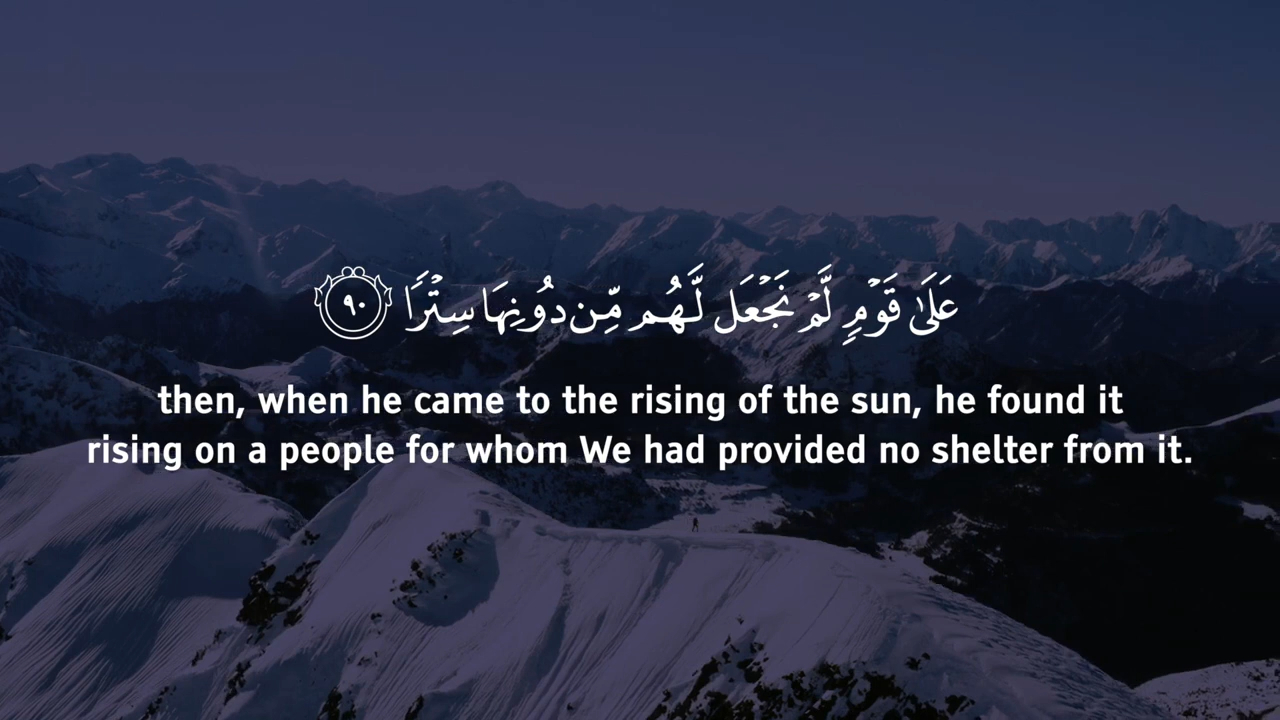 عَلَىٰ قَوْمٍ لَّمْ نَجْعَل لَّهُم مِّن دُونِهَا سِتْرًا ٩٠
then, when he came to the rising of the sun, he found it
rising on a people for whom We had provided no shelter from it.